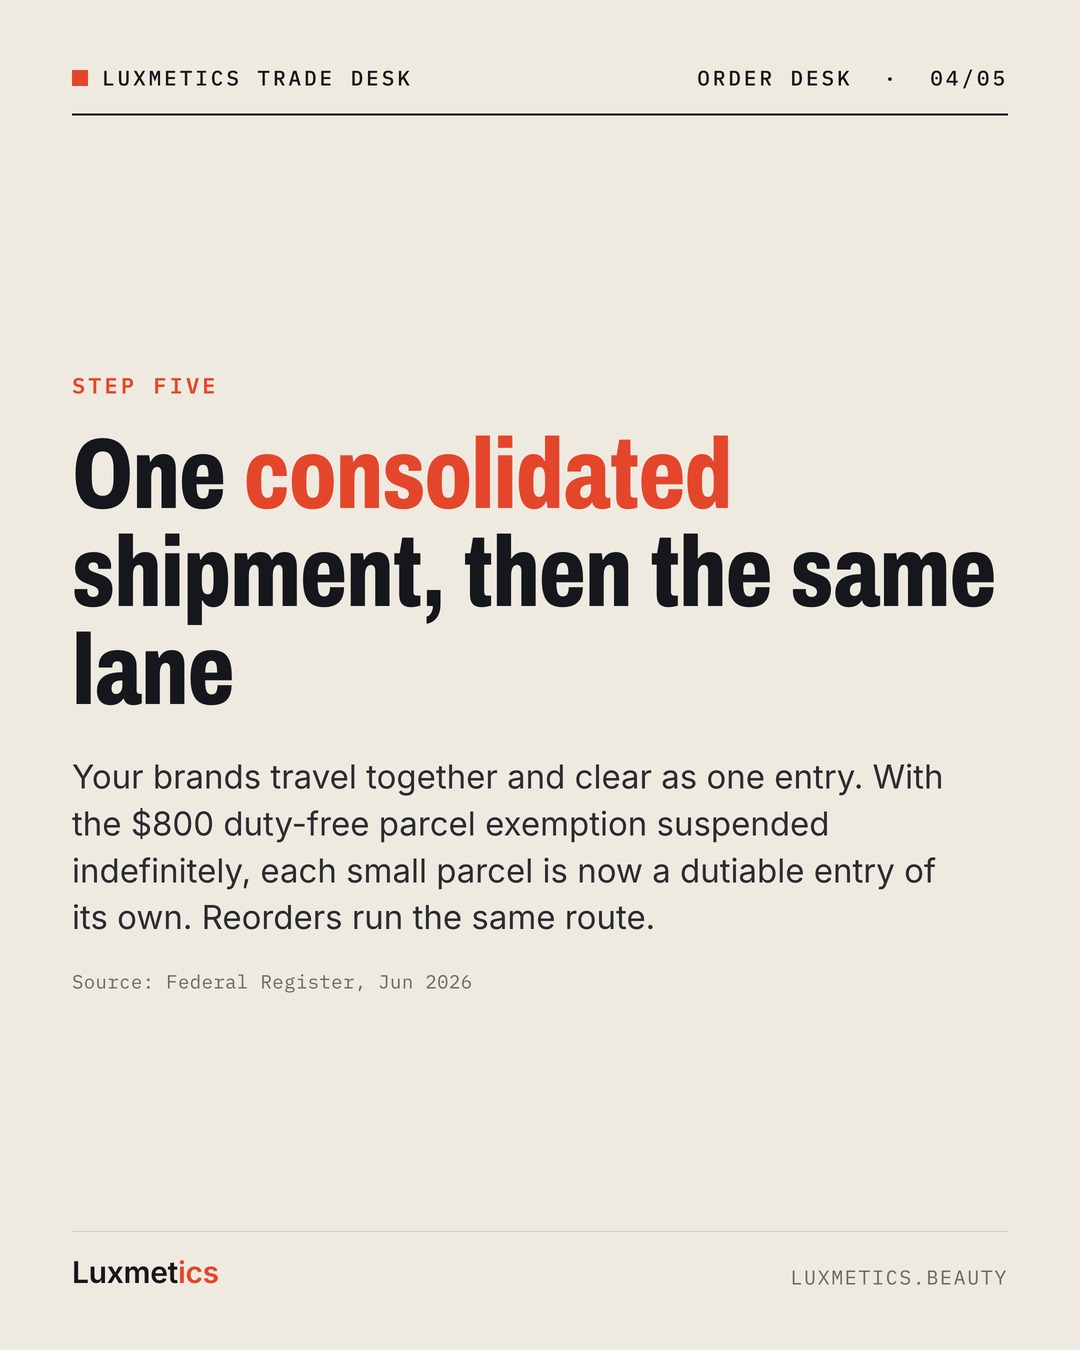 LUXMETICS TRADE DESK
ORDER DESK · 04/05
STEP FIVE
One consolidated
shipment, then the same
lane
Your brands travel together and clear as one entry. With
the $800 duty-free parcel exemption suspended
indefinitely, each small parcel is now a dutiable entry of
its own. Reorders run the same route.
Source: Federal Register, Jun 2026
Luxmetics
LUXMETICS.BEAUTY